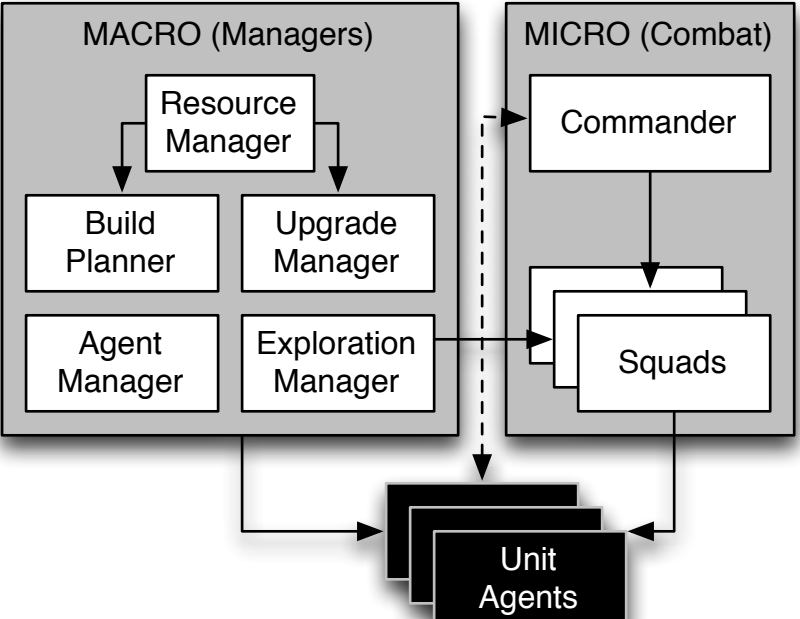 MACRO (Managers)
Resource
Manager
Build
Planner
Upgrade
Manager
Agent
Manager
Exploration
Manager
MICRO (Combat)
Commander
Squads
Unit
Agents